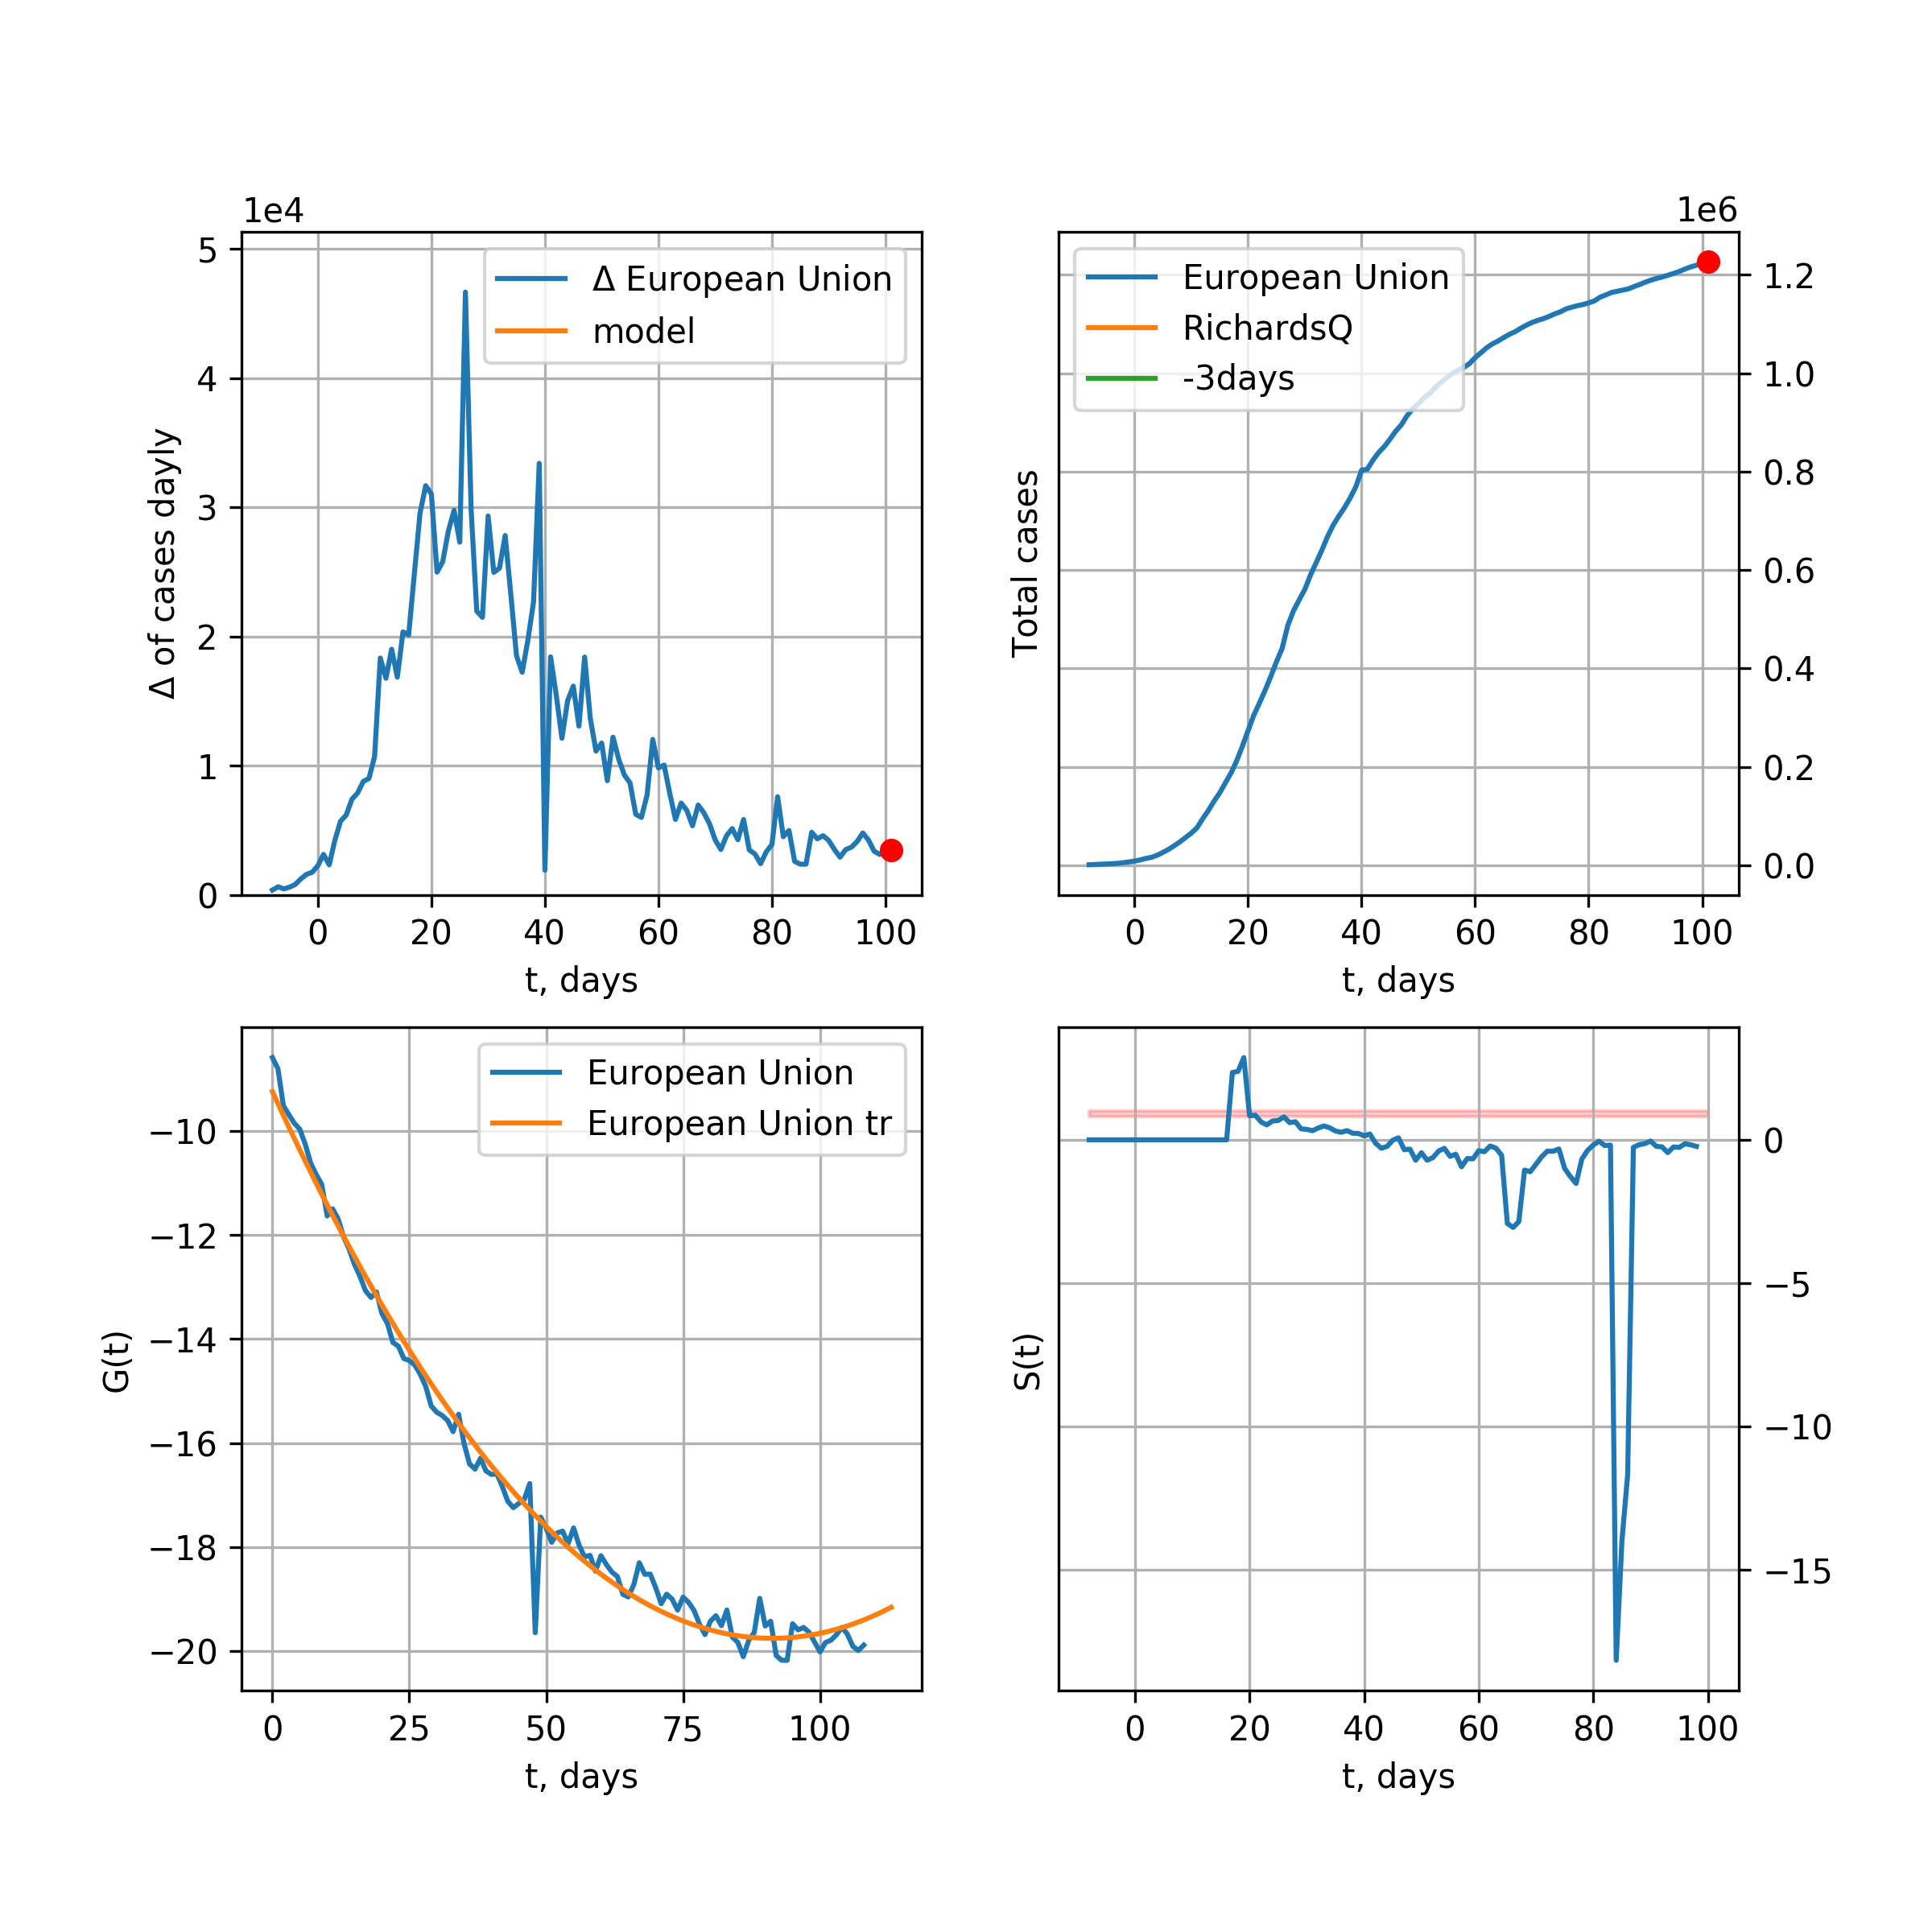 1e4
5
4
3
2
1
0
Δ of cases dayly
Δ European Union
model
0 20 40 60 80 100
t, days
1e6
European Union
RichardsQ
-3days
Total cases
1.2
1.0
0.8
0.6
0.4
0.2
0.0
0 20 40 60 80 100
t, days
European Union
European Union tr
G(t)
−10
−12
−14
−16
−18
−20
0 25 50 75 100
t, days
S(t)
0
−5
−10
−15
0 20 40 60 80 100
t, days